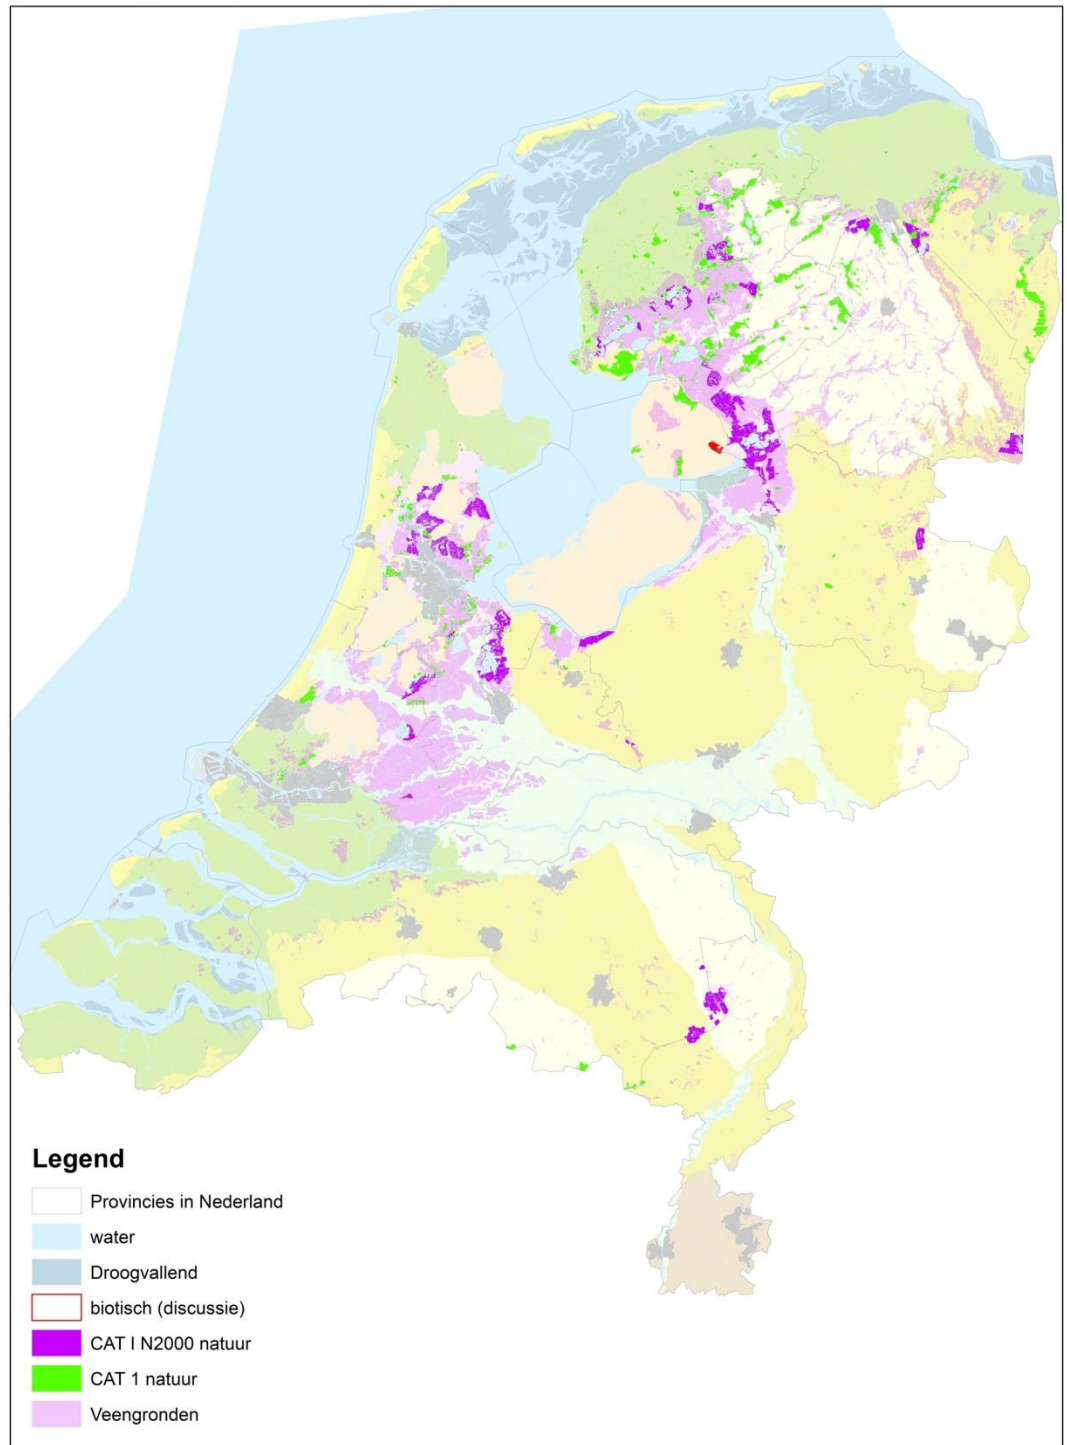 Legend
Provincies in Nederland
water
Droogvallend
biotisch (discussie)
CAT I N2000 natuur
CAT 1 natuur
Veengronden